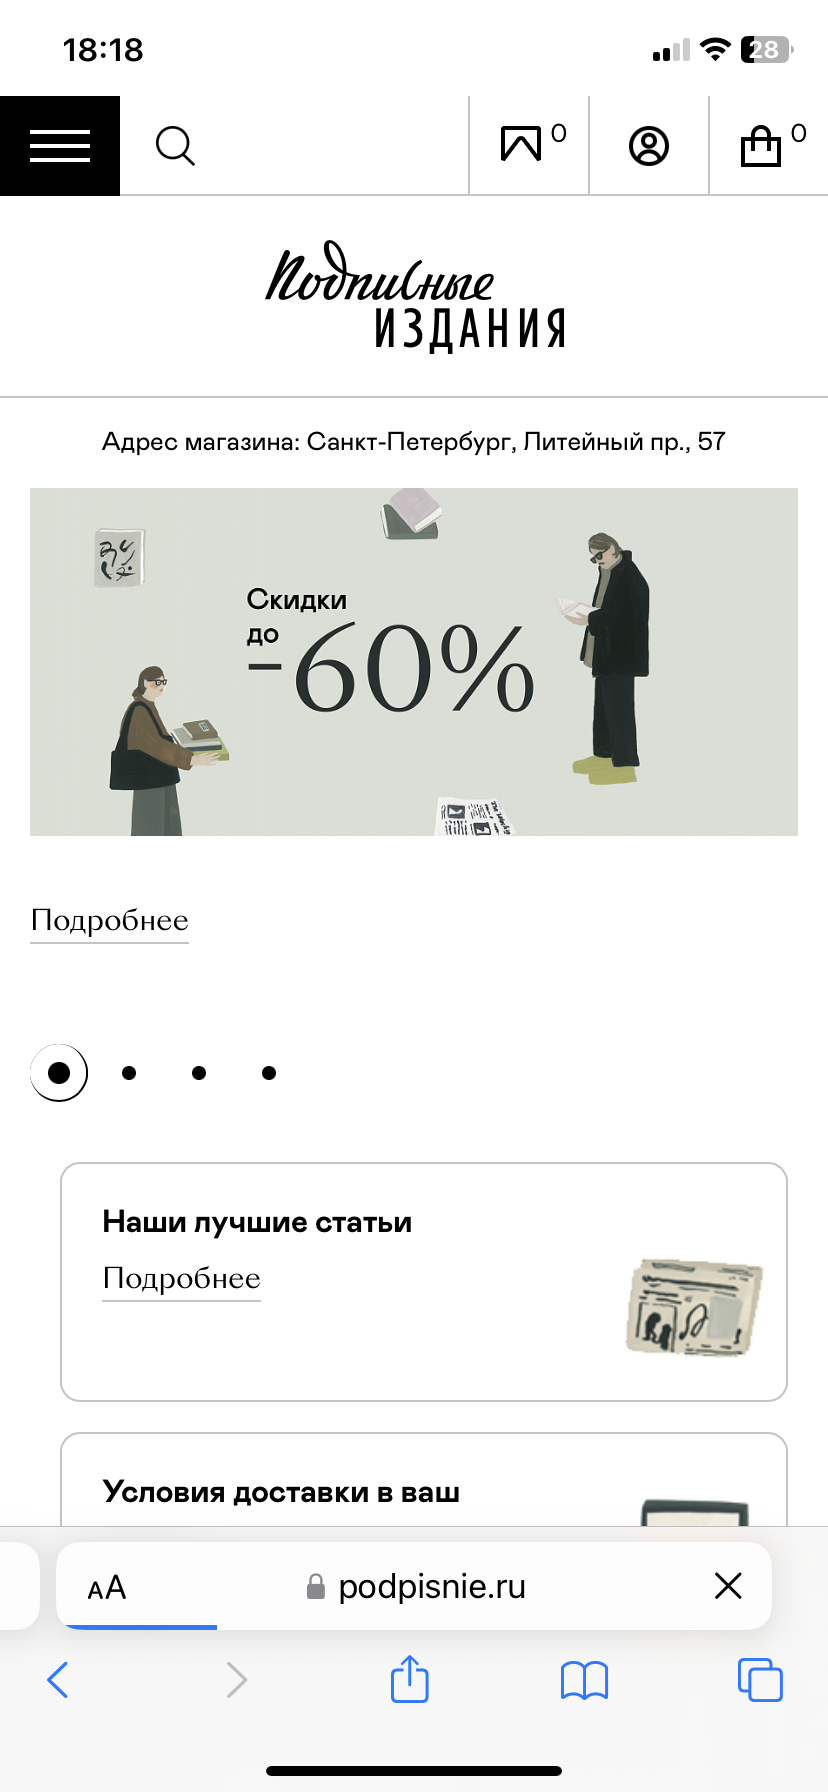 18:18
28
0
0
Подписные
ИЗДАНИЯ
Адрес магазина: Санкт-Петербург, Литейный пр., 57
Скидки
до
-60%
Подробнее
Наши лучшие статьи
Подробнее
Условия доставки в ваш
AA
podpisnie.ru